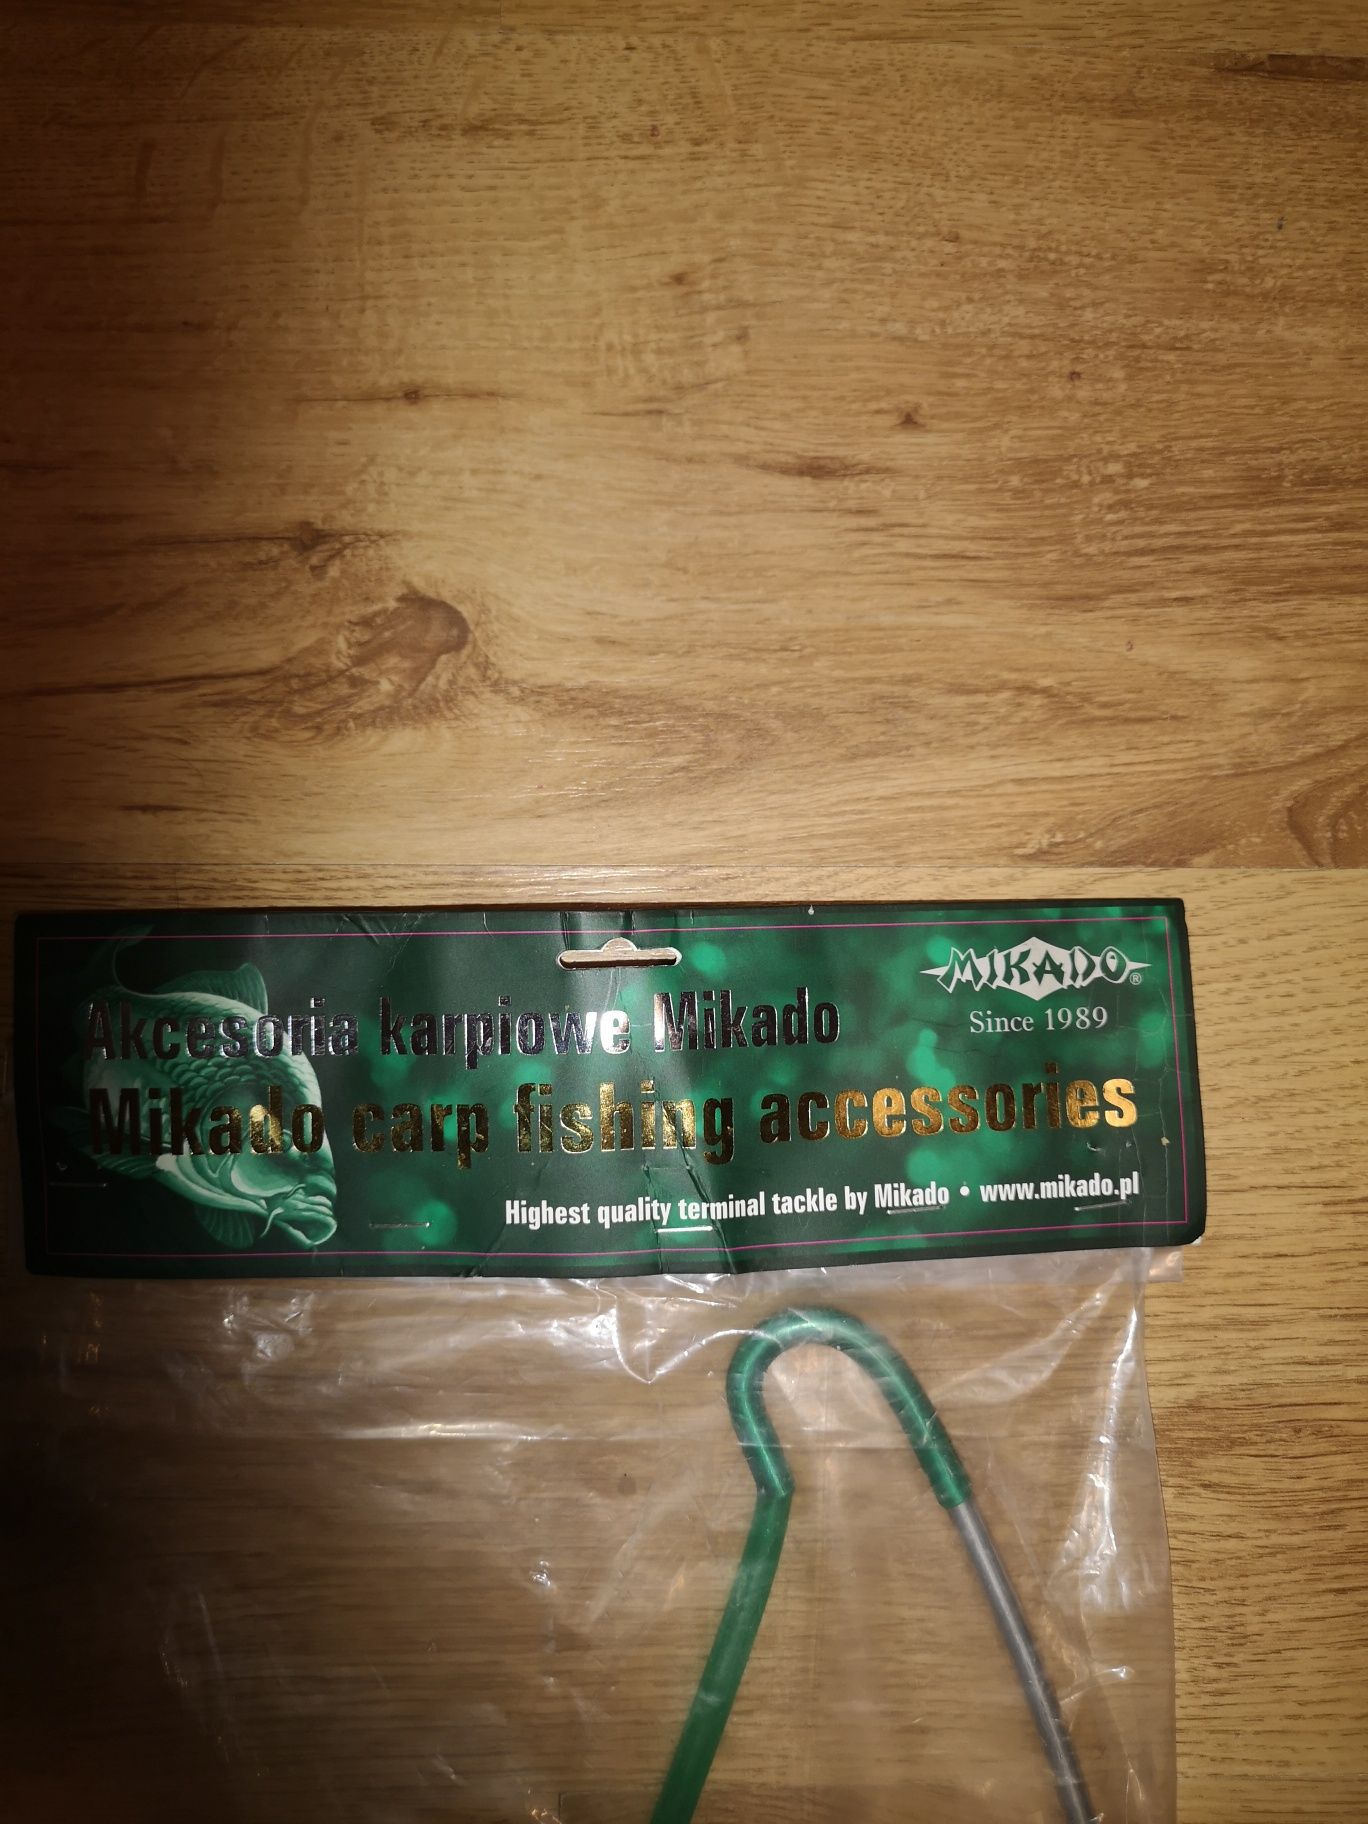 MIKADO®
Since 1989
Akcesoria karpiowe Mikado
Mikado carp fishing accessories
Highest quality terminal tackle by Mikado • www.mikado.pl